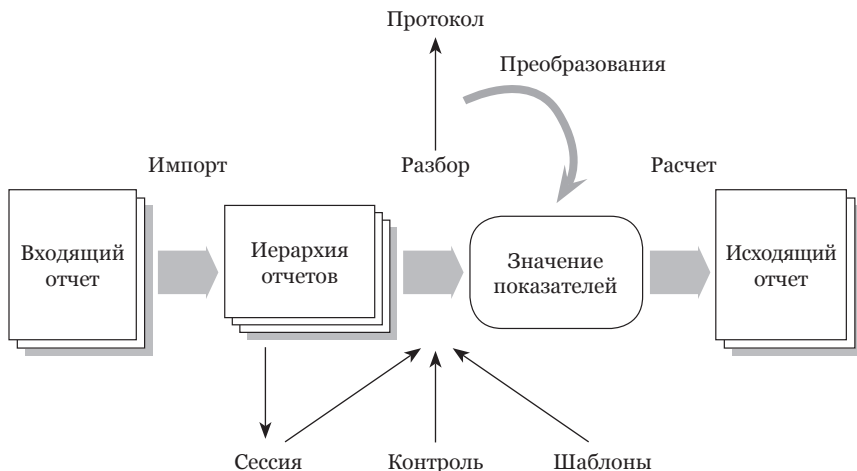 Протокол
Преобразования
Импорт
Разбор
Расчет
Входящий
отчет
Иерархия
отчетов
Значение
показателей
Исходящий
отчет
Сессия
Контроль
Шаблоны